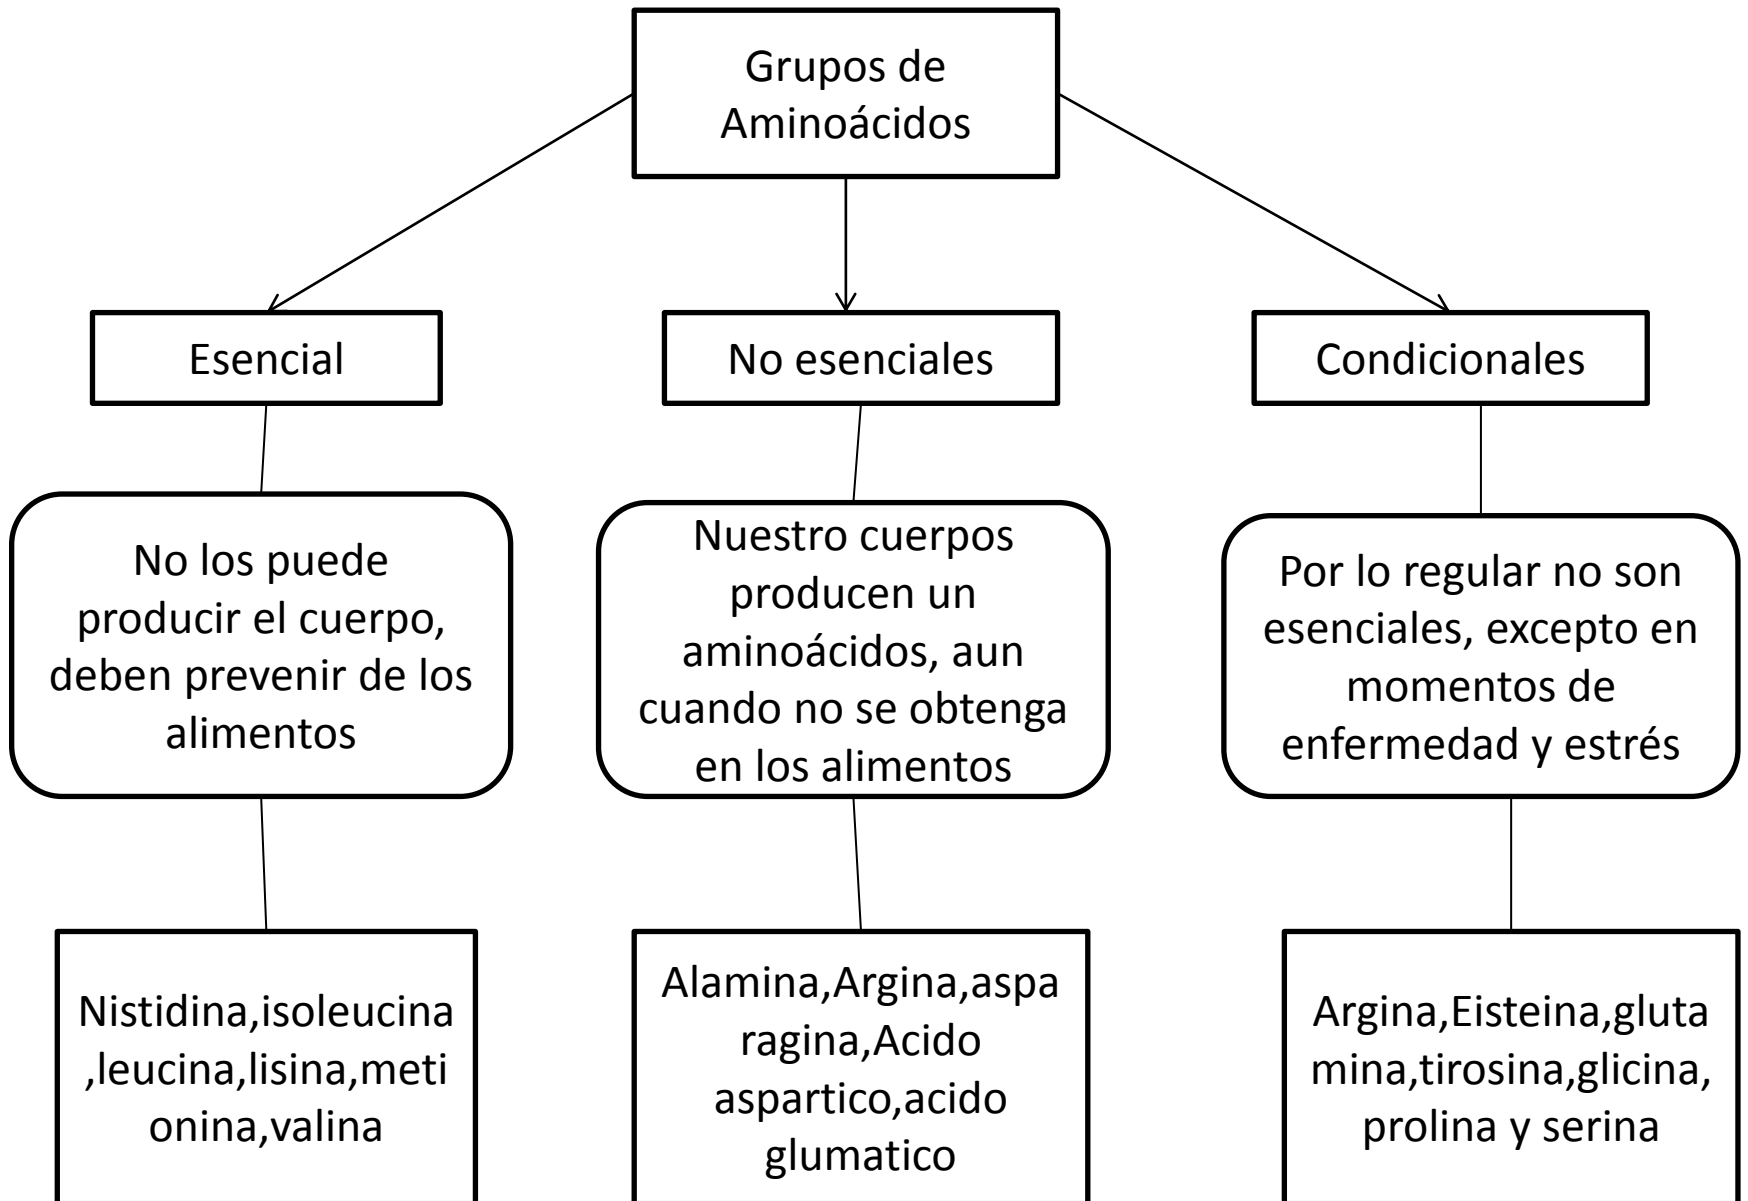 Grupos de
Aminoácidos
Esencial
No esenciales
Condicionales
No los puede
producir el cuerpo,
deben prevenir de los
alimentos
Nuestro cuerpos
producen un
aminoácidos, aun
cuando no se obtenga
en los alimentos
Por lo regular no son
esenciales, excepto en
momentos de
enfermedad y estrés
Nistidina,isoleucina
,leucina,lisina,meti
onina,valina
Alamina,Argina,aspa
ragina,Acido
aspartico,acido
glumatico
Argina,Eisteina,gluta
mina,tirosina,glicina,
prolina y serina